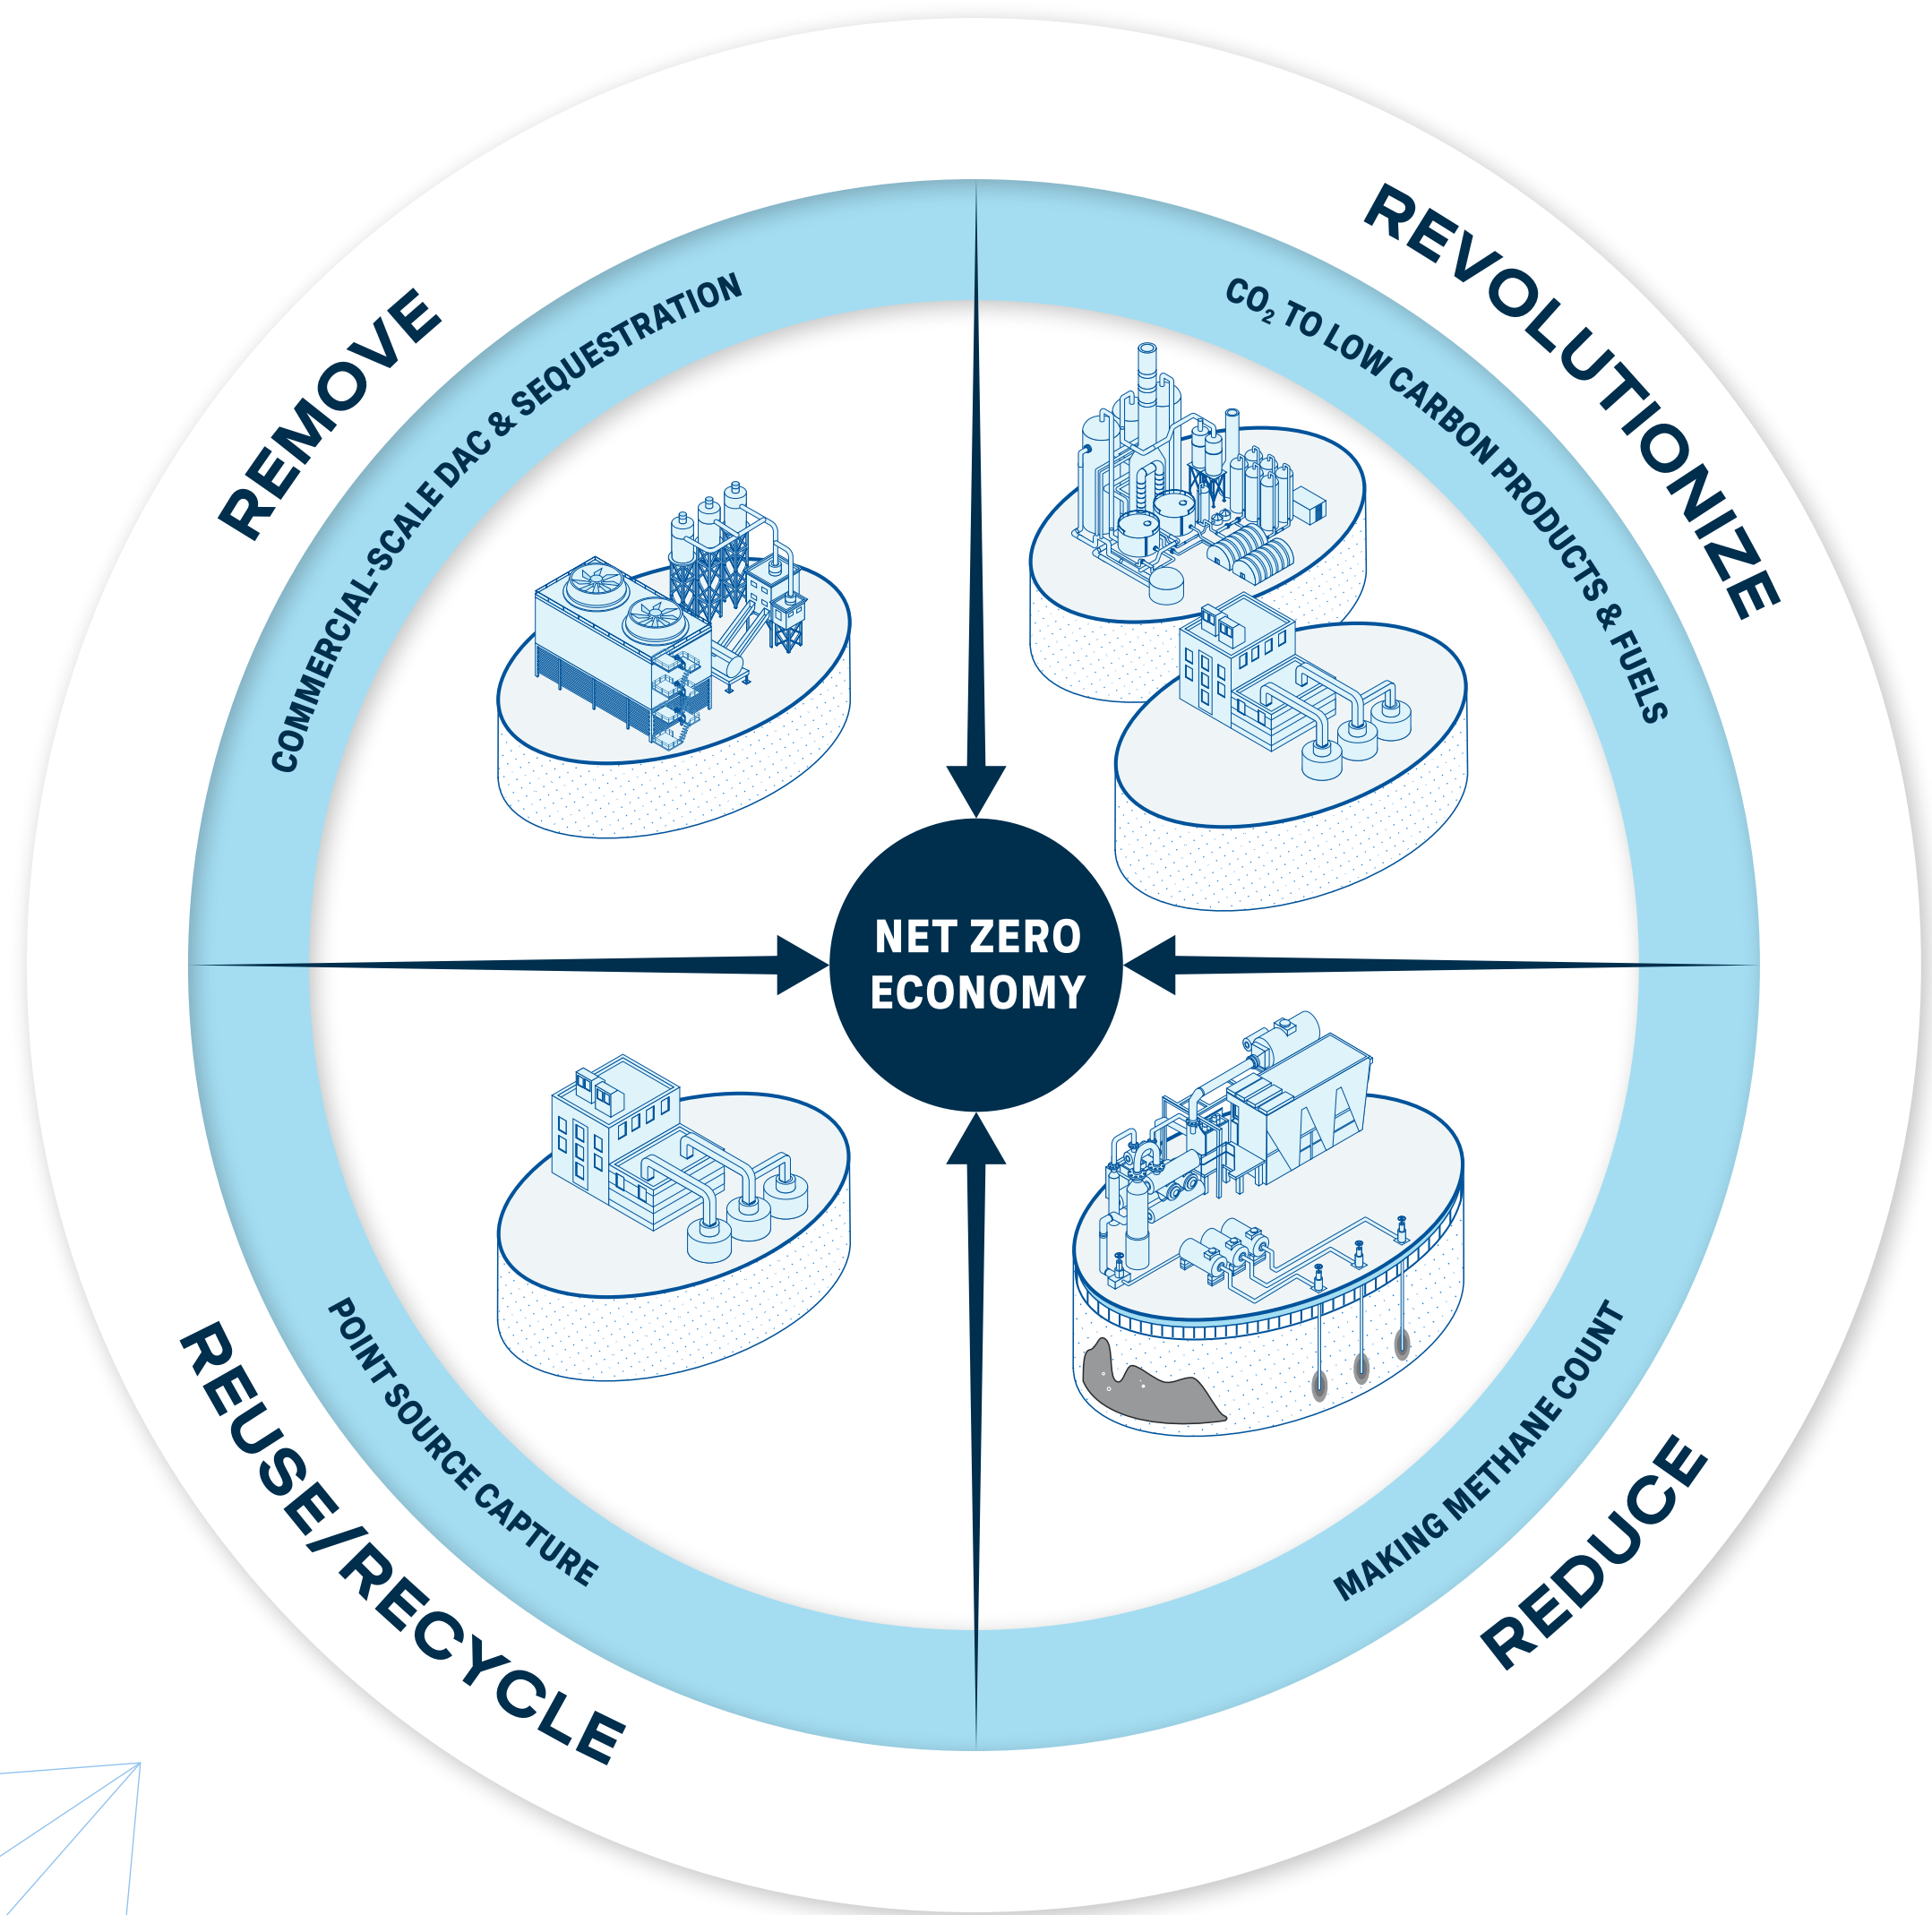 REMOVE
COMMERCIAL-SCALE DAC & SEQUESTRATION
REVOLUTIONIZE
CO₂ TO LOW CARBON PRODUCTS & FUELS
NET ZERO
ECONOMY
REUSE/RECYCLE
POINT SOURCE CAPTURE
REDUCE
MAKING METHANE COUNT